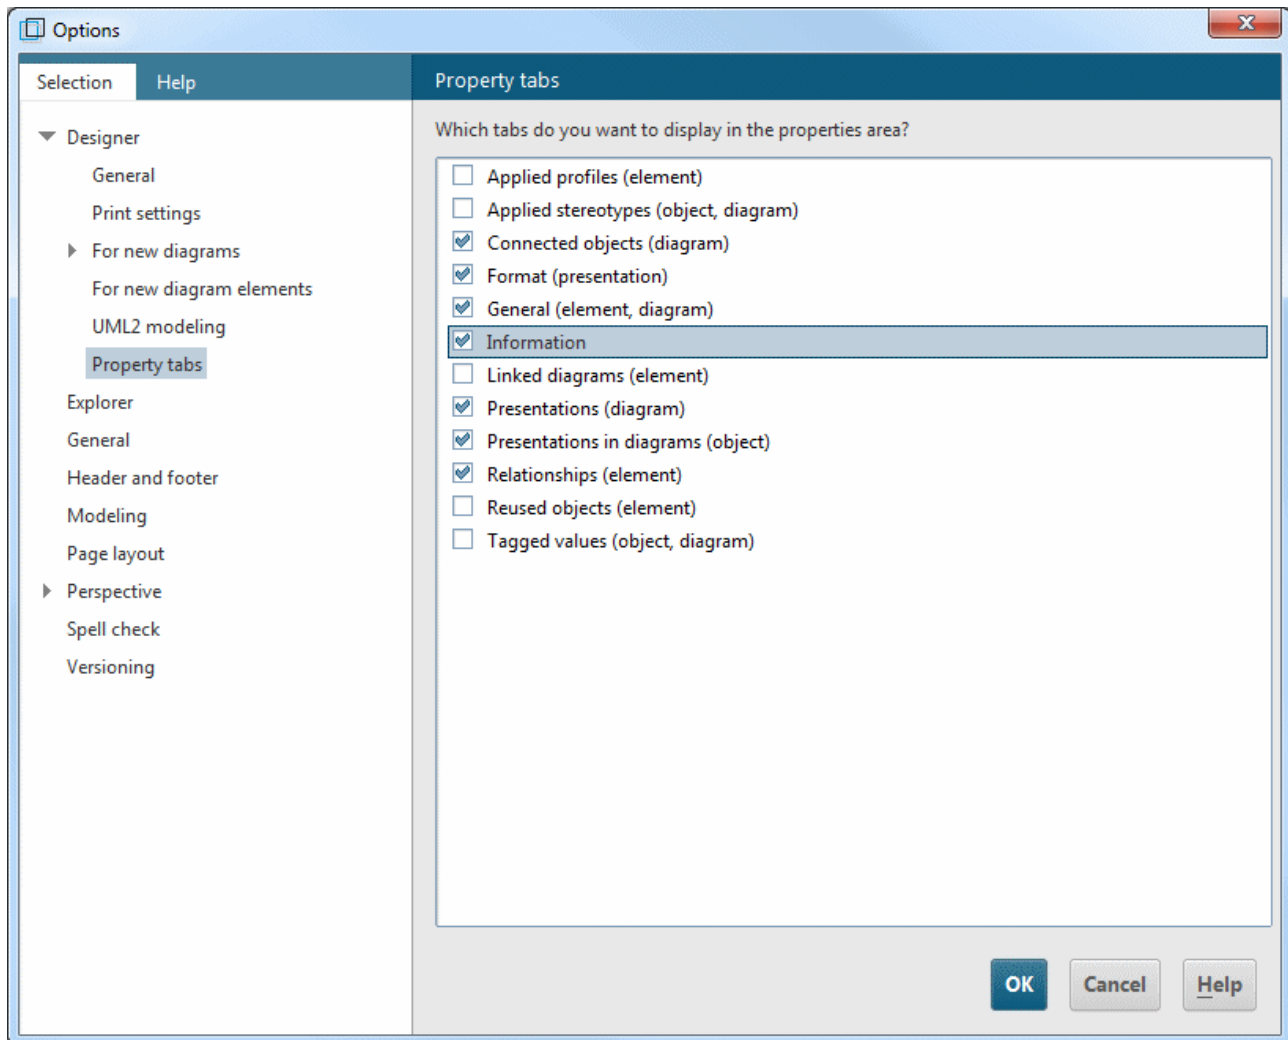 Options
Selection
Help
Designer
General
Print settings
For new diagrams
For new diagram elements
UML2 modeling
Property tabs
Explorer
General
Header and footer
Modeling
Page layout
Perspective
Spell check
Versioning
Property tabs
Which tabs do you want to display in the properties area?
Applied profiles (element)
Applied stereotypes (object, diagram)
Connected objects (diagram)
Format (presentation)
General (element, diagram)
Information
Linked diagrams (element)
Presentations (diagram)
Presentations in diagrams (object)
Relationships (element)
Reused objects (element)
Tagged values (object, diagram)
OK
Cancel
Help